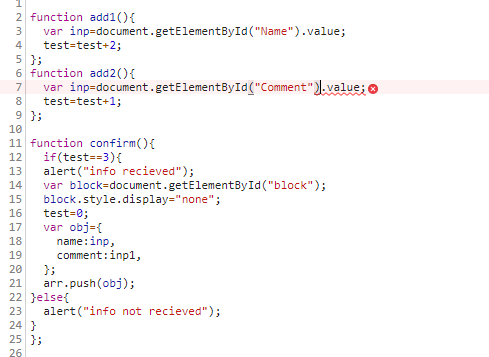 1
2 function add1(){
3 var inp=document.getElementById("Name").value;
4 test=test+2;
5 };
6 function add2(){
7 var inp=document.getElementById("Comment").value;
8 test=test+1;
9 };
10
11 function confirm(){
12 if(test==3){
13 alert("info recieved");
14 var block=document.getElementById("block");
15 block.style.display="none";
16 test=0;
17 var obj={
18 name:inp,
19 comment:inp1,
20 };
21 arr.push(obj);
22 }else{
23 alert("info not recieved");
24 }
25 };
26